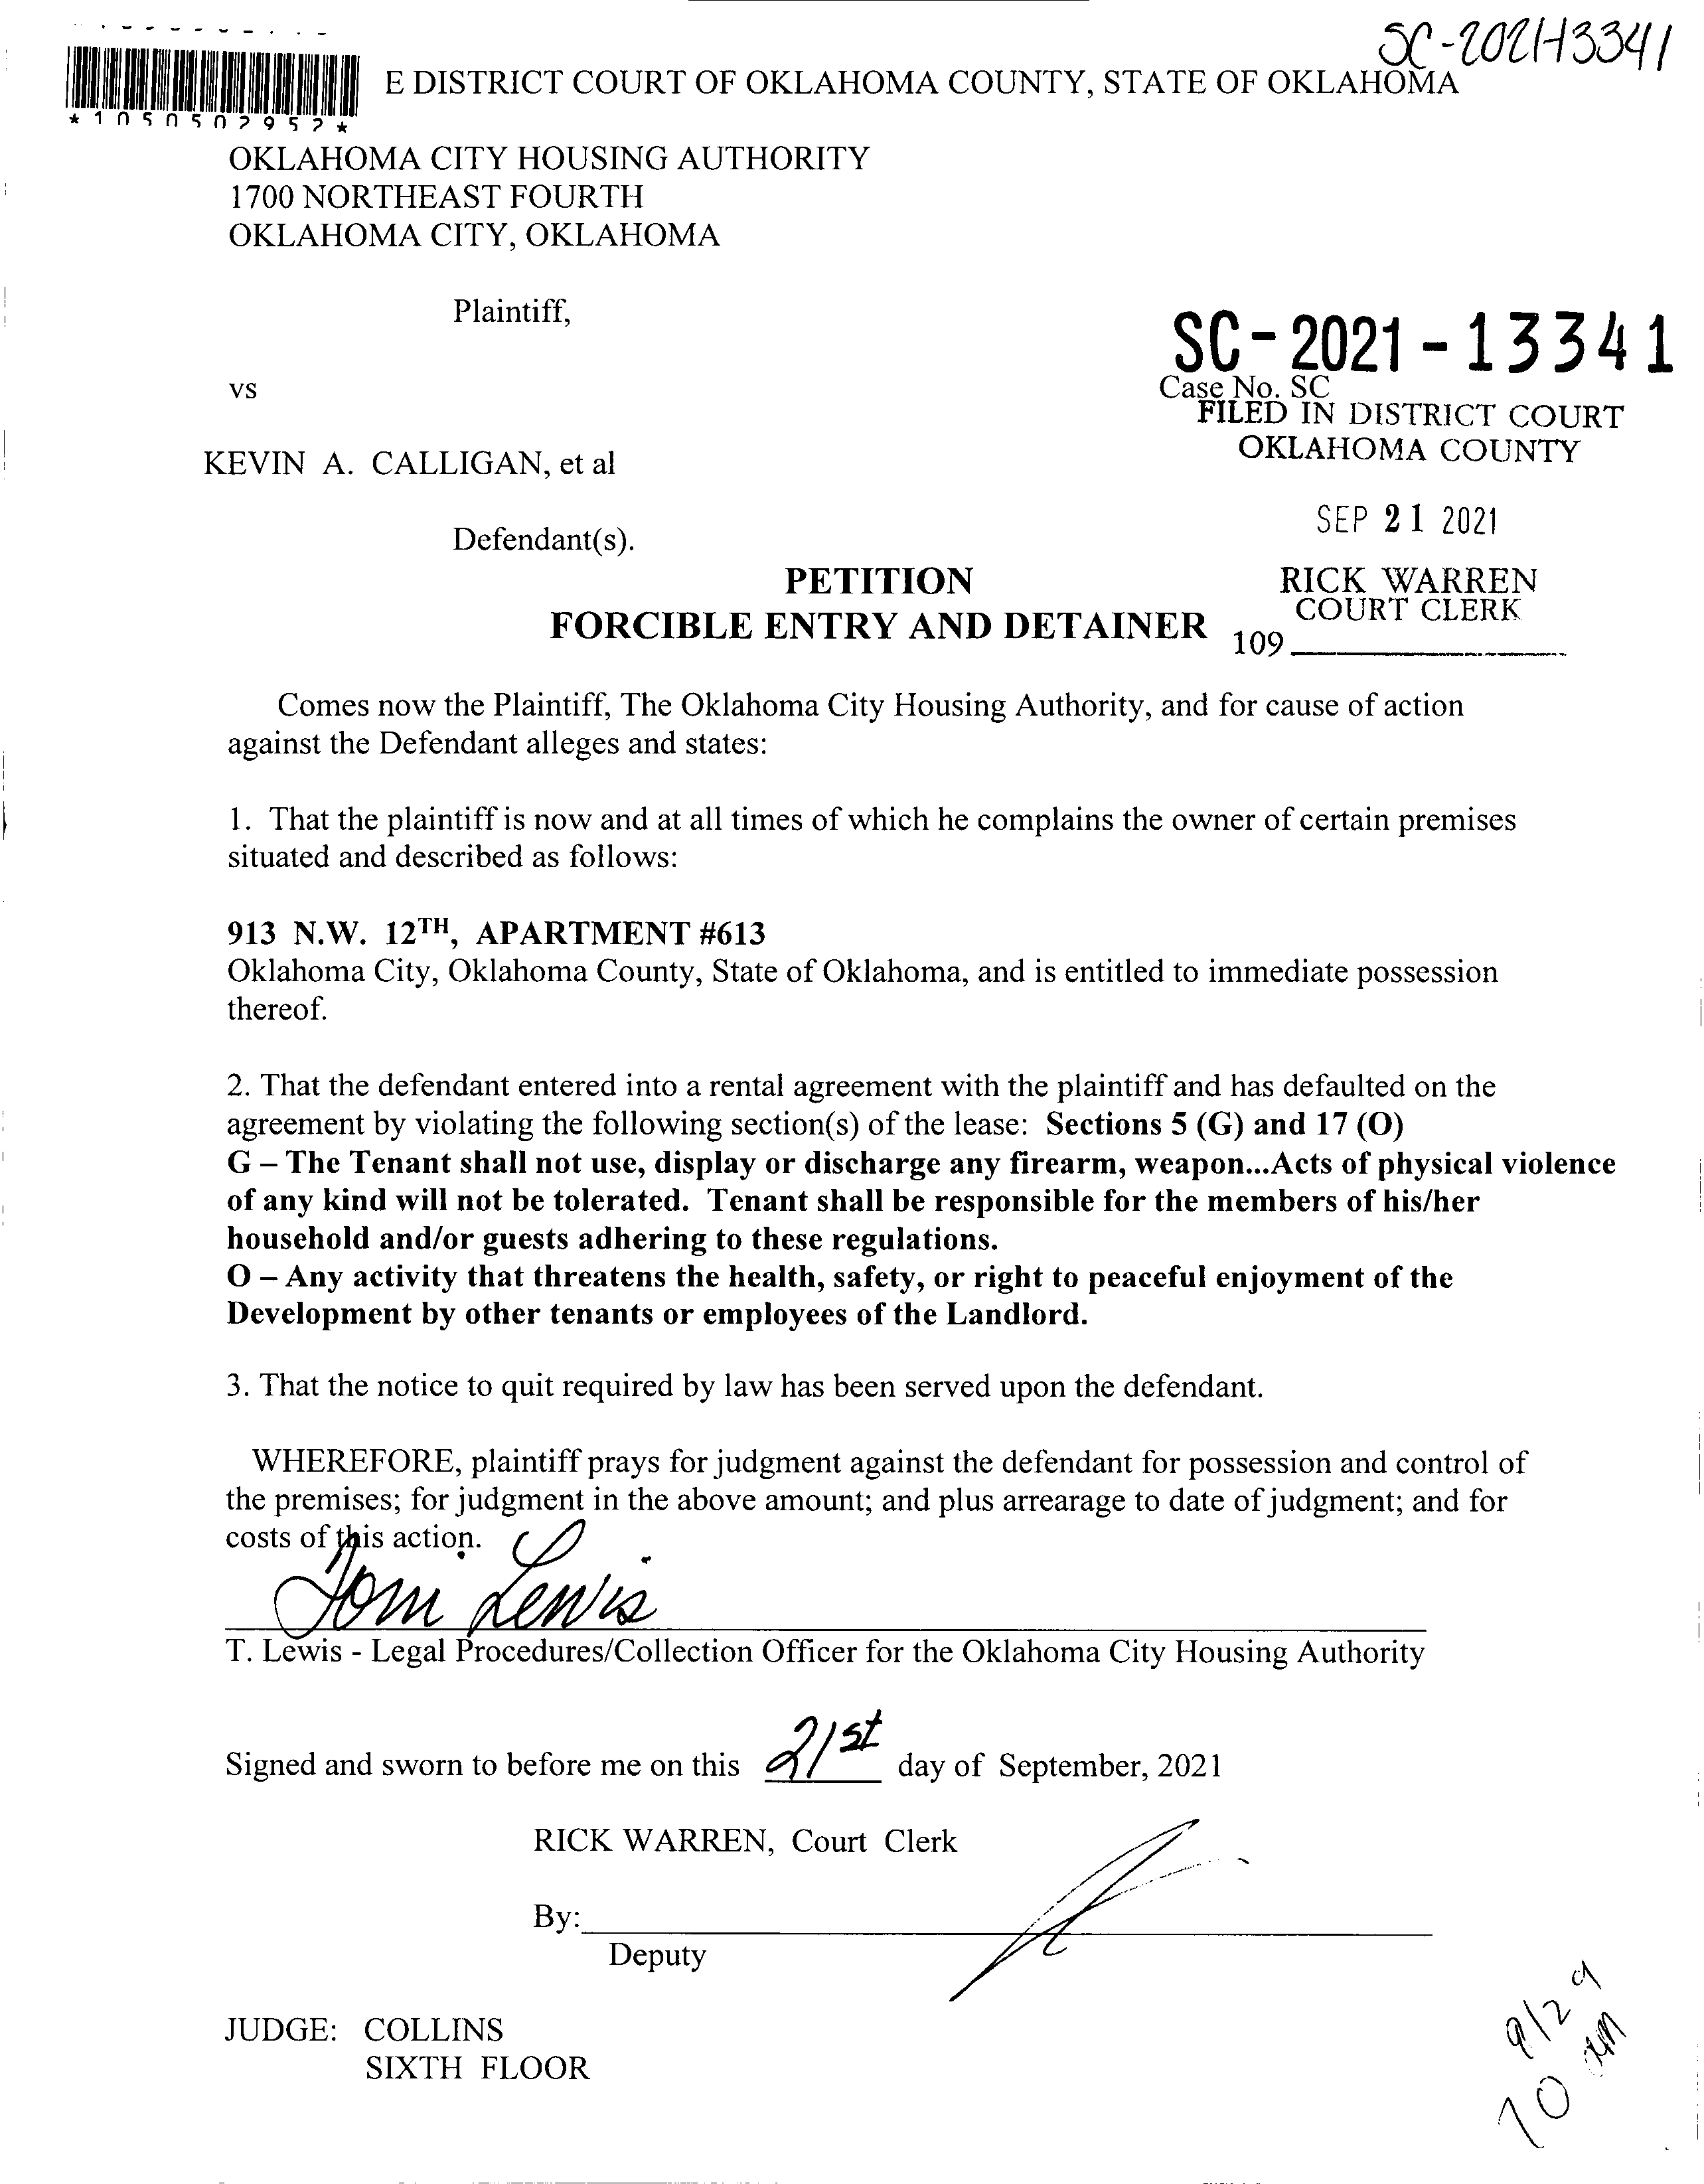 SC-2021-13341
E DISTRICT COURT OF OKLAHOMA COUNTY, STATE OF OKLAHOMA
*1050502952*
OKLAHOMA CITY HOUSING AUTHORITY
1700 NORTHEAST FOURTH
OKLAHOMA CITY, OKLAHOMA
Plaintiff,
SC-2021-13341
vs
Case No. SC
FILED IN DISTRICT COURT
OKLAHOMA COUNTY
KEVIN A. CALLIGAN, et al
SEP 21 2021
Defendant(s).
PETITION
RICK WARREN
COURT CLERK
FORCIBLE ENTRY AND DETAINER
109
Comes now the Plaintiff, The Oklahoma City Housing Authority, and for cause of action
against the Defendant alleges and states:
1. That the plaintiff is now and at all times of which he complains the owner of certain premises
situated and described as follows:
913 N.W. 12TH, APARTMENT #613
Oklahoma City, Oklahoma County, State of Oklahoma, and is entitled to immediate possession
thereof.
2. That the defendant entered into a rental agreement with the plaintiff and has defaulted on the
agreement by violating the following section(s) of the lease: Sections 5 (G) and 17 (O)
G – The Tenant shall not use, display or discharge any firearm, weapon...Acts of physical violence
of any kind will not be tolerated. Tenant shall be responsible for the members of his/her
household and/or guests adhering to these regulations.
O – Any activity that threatens the health, safety, or right to peaceful enjoyment of the
Development by other tenants or employees of the Landlord.
3. That the notice to quit required by law has been served upon the defendant.
WHEREFORE, plaintiff prays for judgment against the defendant for possession and control of
the premises; for judgment in the above amount; and plus arrearage to date of judgment; and for
costs of this action.
Tom Lewis
T. Lewis - Legal Procedures/Collection Officer for the Oklahoma City Housing Authority
Signed and sworn to before me on this 21st day of September, 2021
RICK WARREN, Court Clerk
By:
Deputy
JUDGE: COLLINS
SIXTH FLOOR
9/29
10 AM